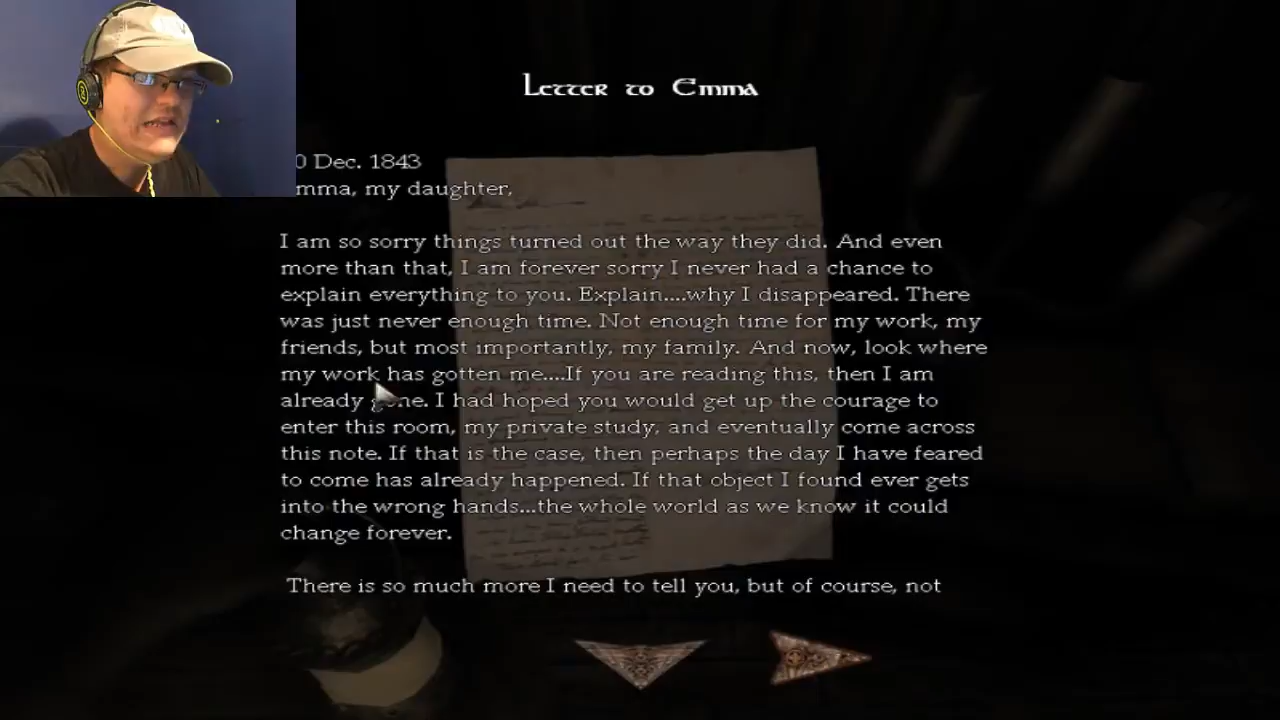 Letter to Emma
0 Dec. 1843
mma, my daughter,
I am so sorry things turned out the way they did. And even
more than that, I am forever sorry I never had a chance to
explain everything to you. Explain....why I disappeared. There
was just never enough time. Not enough time for my work, my
friends, but most importantly, my family. And now, look where
my work has gotten me....If you are reading this, then I am
already gone. I had hoped you would get up the courage to
enter this room, my private study, and eventually come across
this note. If that is the case, then perhaps the day I have feared
to come has already happened. If that object I found ever gets
into the wrong hands...the whole world as we know it could
change forever.
There is so much more I need to tell you, but of course, not